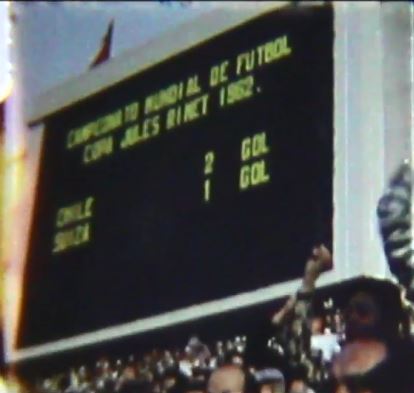 CAMPEONATO MUNDIAL DE FUTBOL
COPA JULES RIMET 1962.
CHILE 2 GOL
SUIZA 1 GOL